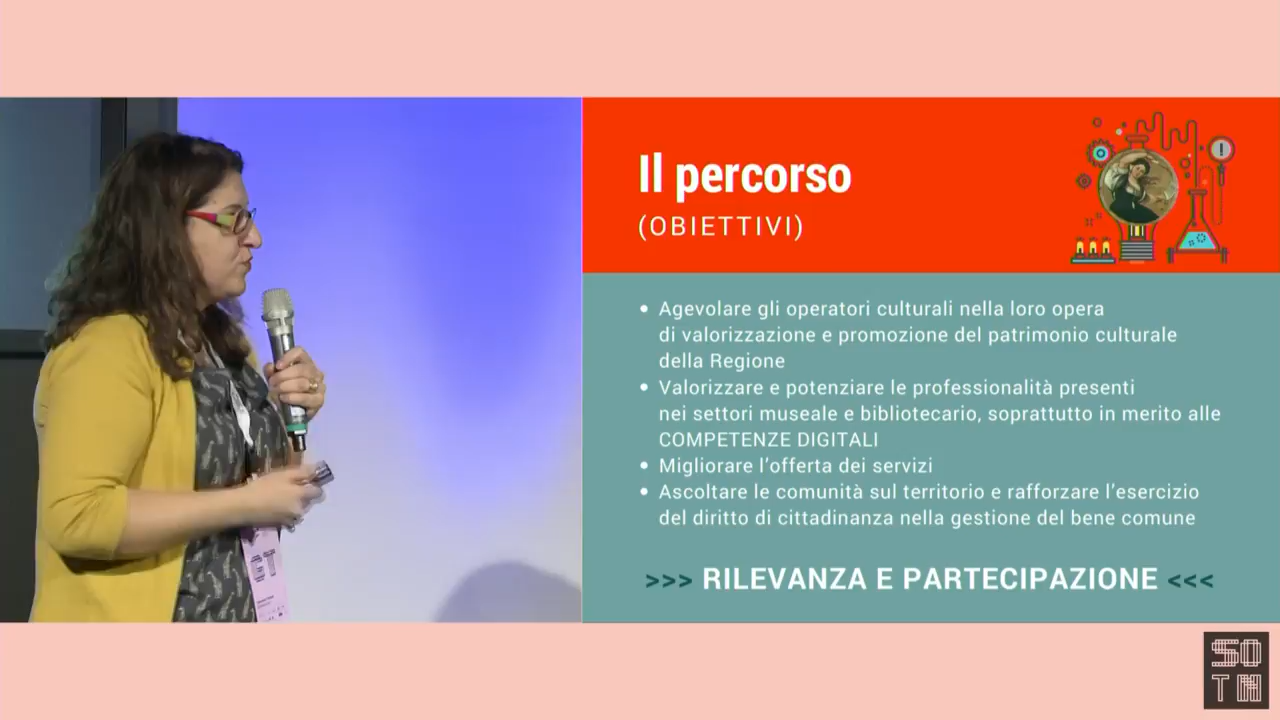 Il percorso
(OBIETTIVI)
• Agevolare gli operatori culturali nella loro opera
di valorizzazione e promozione del patrimonio culturale
della Regione
• Valorizzare e potenziare le professionalità presenti
nei settori museale e bibliotecario, soprattutto in merito alle
COMPETENZE DIGITALI
• Migliorare l'offerta dei servizi
• Ascoltare le comunità sul territorio e rafforzare l'esercizio
del diritto di cittadinanza nella gestione del bene comune
>>> RILEVANZA E PARTECIPAZIONE <<<
SO
TM